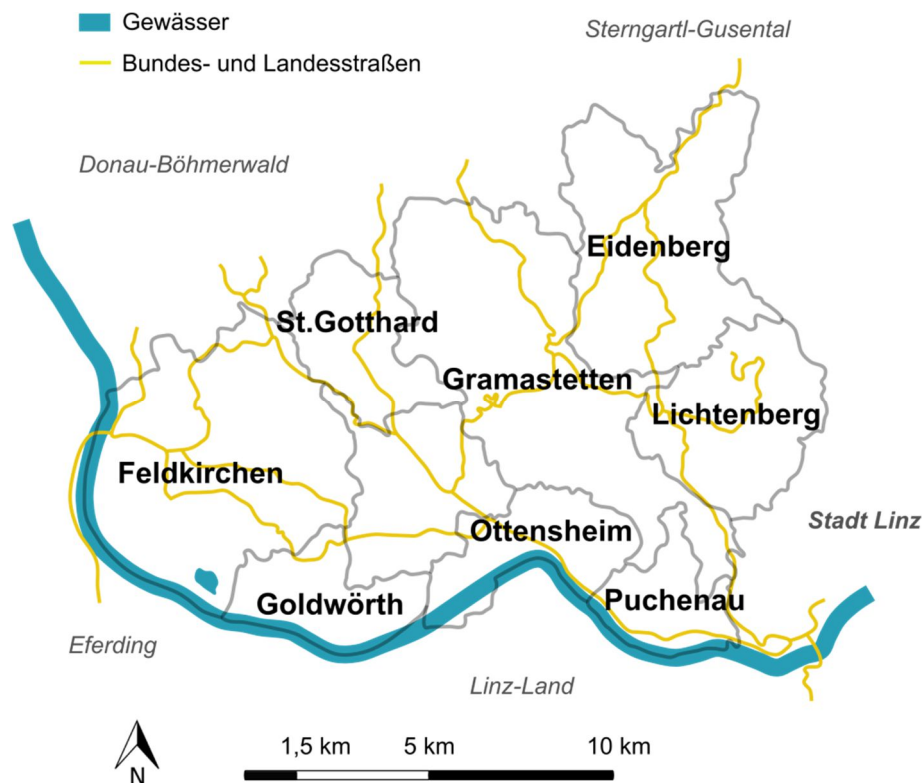 Gewässer
Bundes- und Landesstraßen
Sterngartl-Gusental
Donau-Böhmerwald
Eidenberg
St.Gotthard
Gramastetten
Lichtenberg
Feldkirchen
Stadt Linz
Ottensheim
Goldwörth
Puchenau
Eferding
Linz-Land
N
1,5 km
5 km
10 km